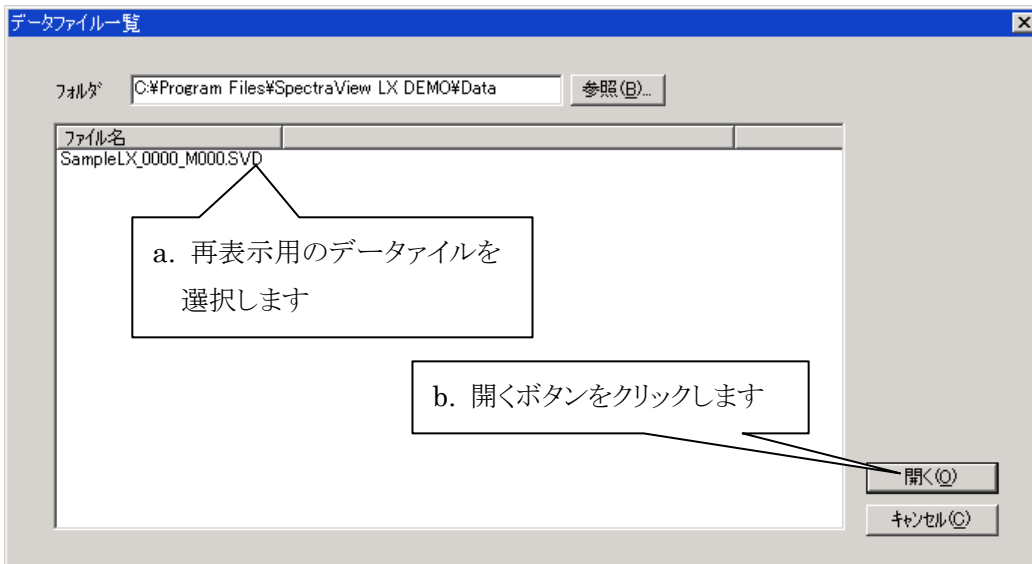 データファイル一覧
フォルダ C:¥Program Files¥SpectraView LX DEMO¥Data 参照(B)...
ファイル名
SampleLX_0000_M000.SVD
a. 再表示用のデータァイルを
選択します
b. 開くボタンをクリックします
開く(O)
キャンセル(C)